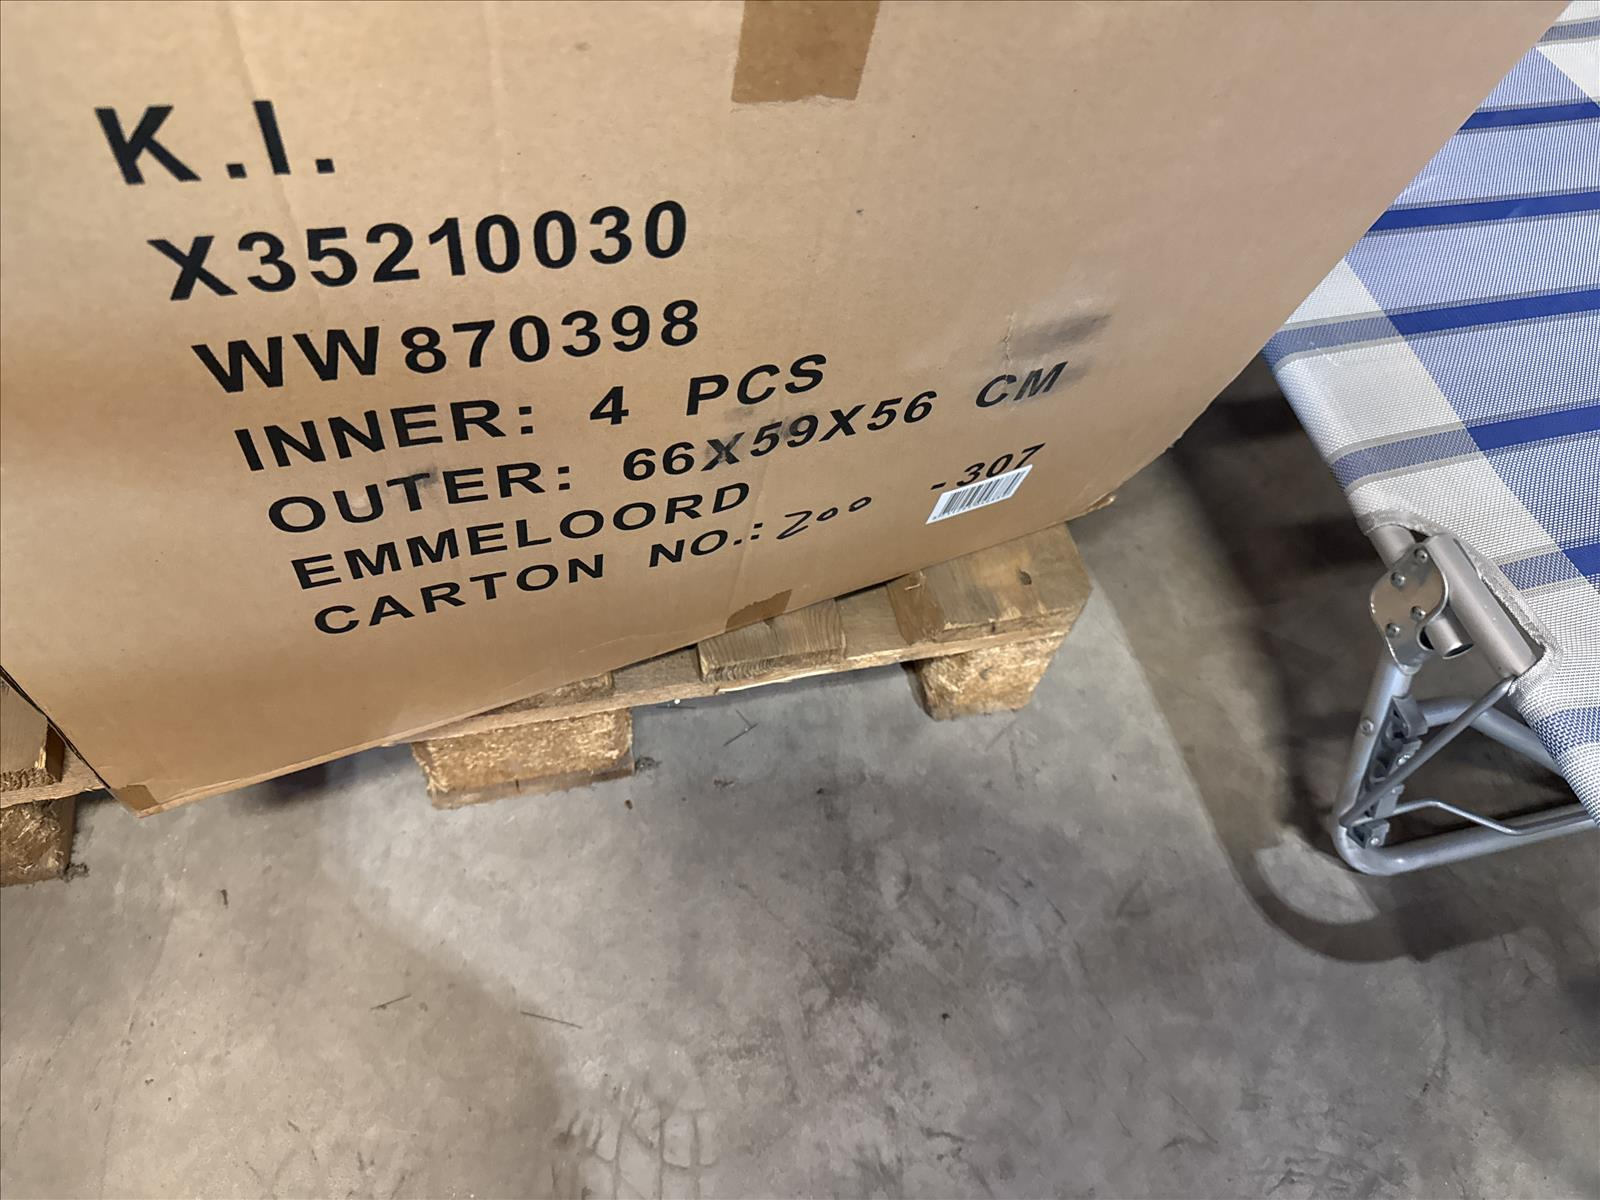 K.I.
X35210030
WW870398
INNER: 4 PCS
OUTER: 66X59X56 CM
EMMELOORD
CARTON NO.: 200 -307